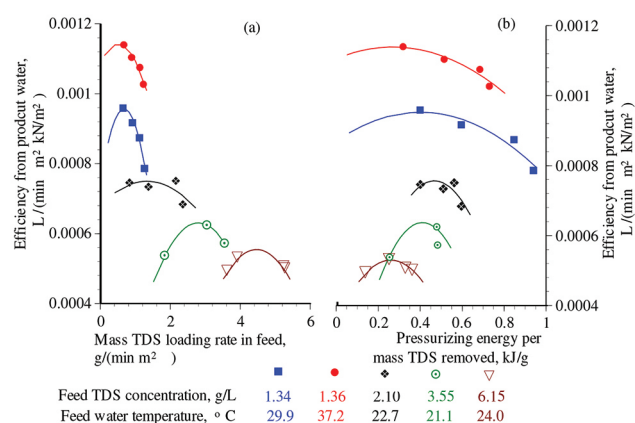 (a)
(b)
0.0012
0.001
0.0008
0.0006
0.0004
Efficiency from prodcut water,
L /(min m² kN/m²)
0 2 4 6
Mass TDS loading rate in feed,
g/(min m² )
0.0012
0.001
0.0008
0.0006
0.0004
Efficiency from prodcut water,
L /(min m² kN/m²)
0 0.2 0.4 0.6 0.8 1
Pressurizing energy per
mass TDS removed, kJ/g
Feed TDS concentration, g/L 1.34 1.36 2.10 3.55 6.15
Feed water temperature, ° C 29.9 37.2 22.7 21.1 24.0